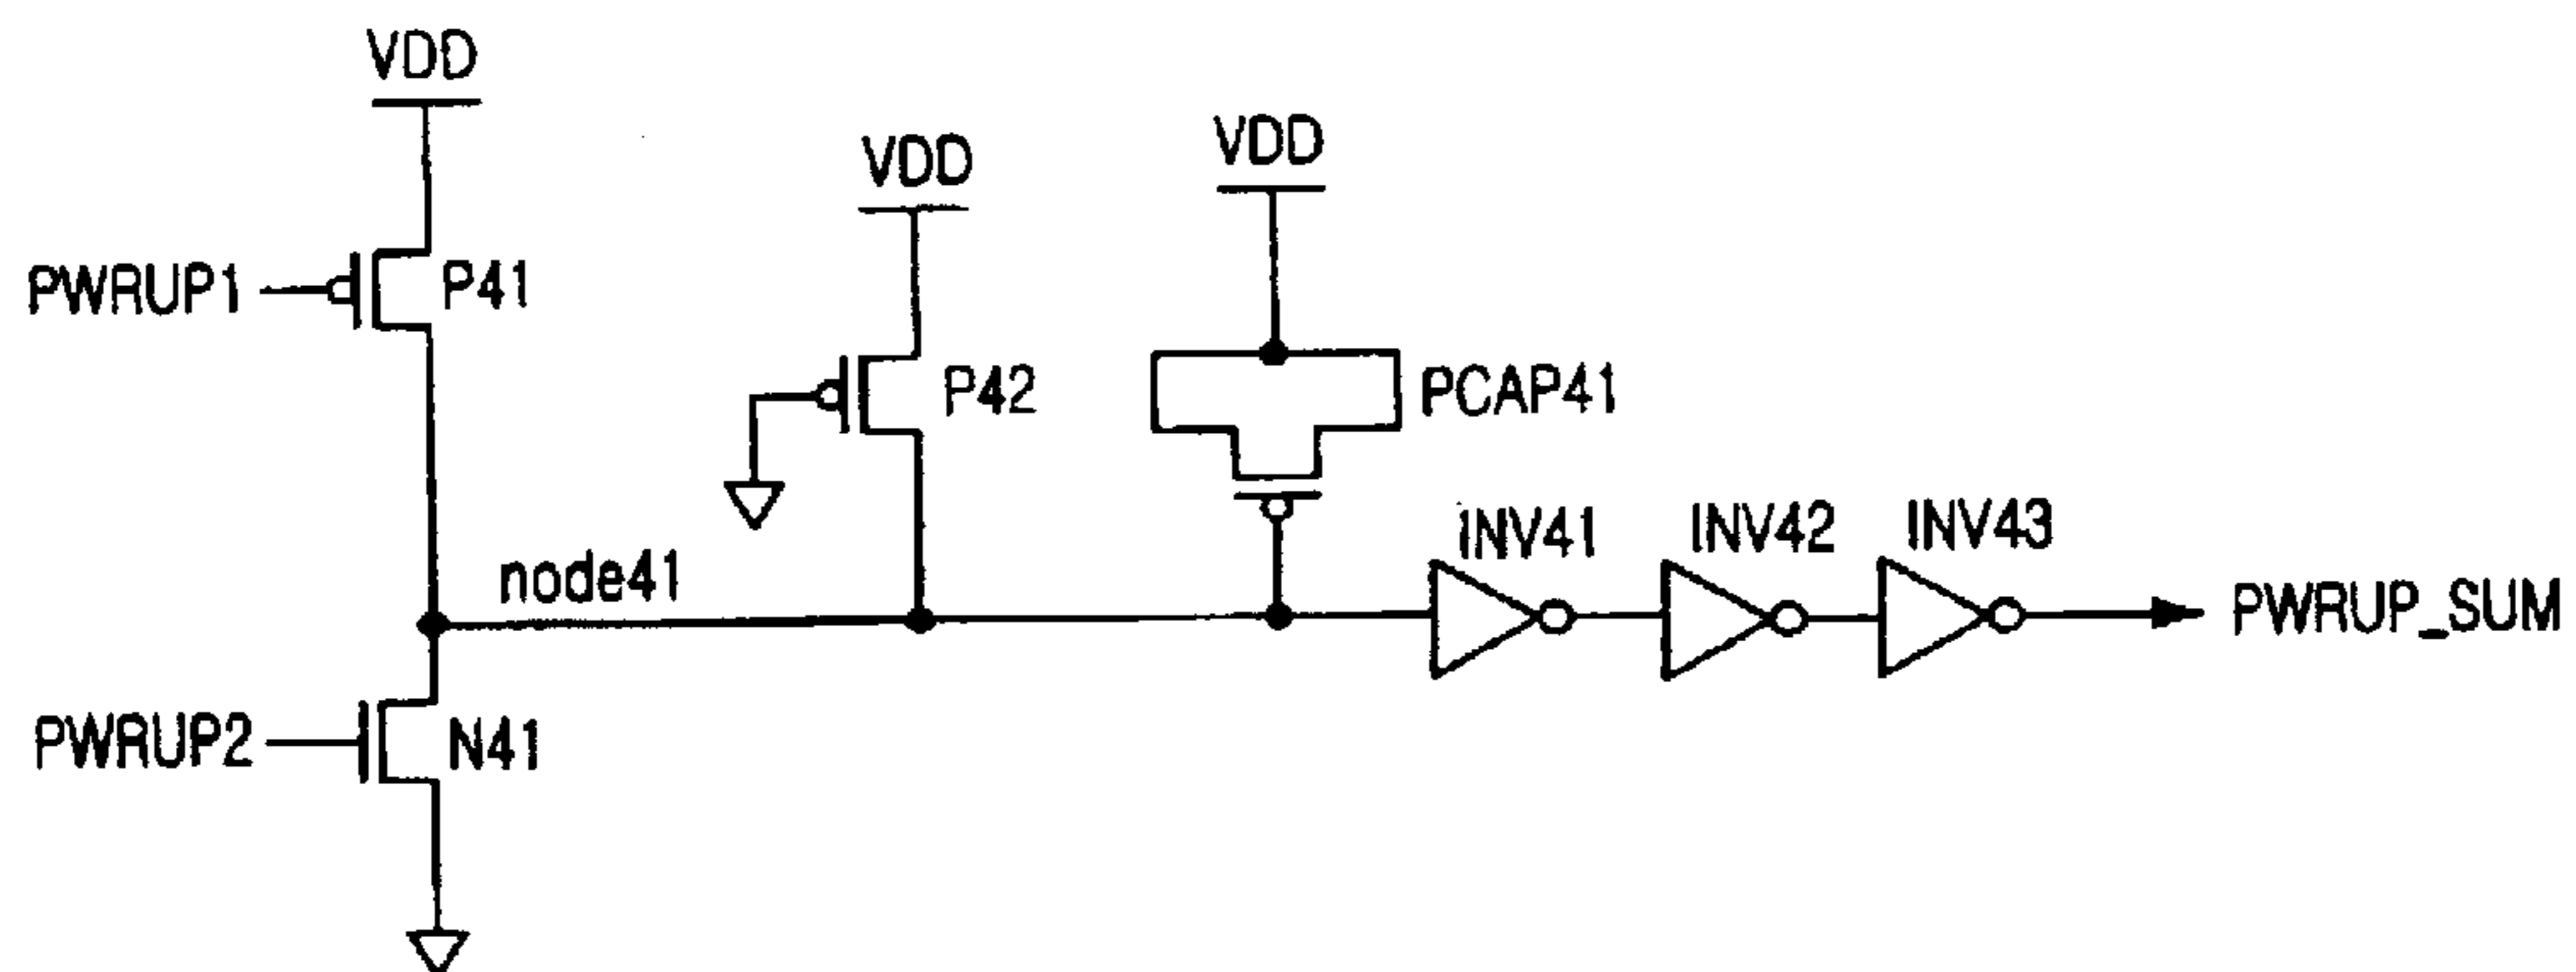 VDD
VDD
VDD
PWRUP1
P41
P42
PCAP41
INV41
INV42
INV43
node41
PWRUP_SUM
PWRUP2
N41